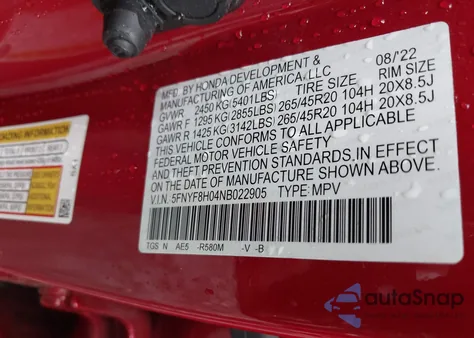 MFD. BY HONDA DEVELOPMENT & 08/'22
MANUFACTURING OF AMERICA, LLC
GVWR 2450 KG( 5401LBS) TIRE SIZE RIM SIZE
GAWR F 1295 KG( 2855LBS) 265/45R20 104H 20X8.5J
GAWR R 1425 KG( 3142LBS) 265/45R20 104H 20X8.5J
THIS VEHICLE CONFORMS TO ALL APPLICABLE
FEDERAL MOTOR VEHICLE SAFETY
AND THEFT PREVENTION STANDARDS, IN EFFECT
ON THE DATE OF MANUFACTURE SHOWN ABOVE.
V.I.N. 5FNYF8H04NB022905 TYPE: MPV
TGS N AE5 -R580M -V -B
INFORMATION
autoSnap